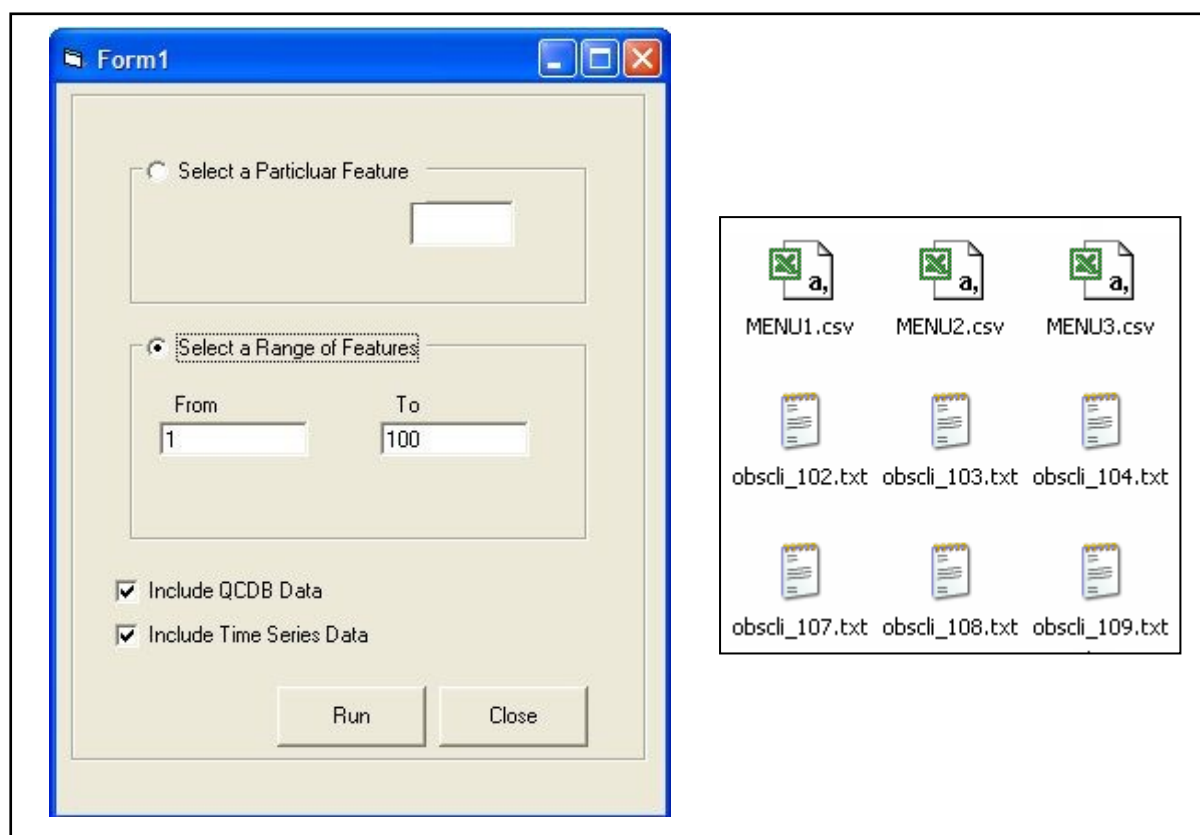 Form1
Select a Particluar Feature
Select a Range of Features
From To
1 100
Include QCDB Data
Include Time Series Data
Run Close
a, a, a,
MENU1.csv MENU2.csv MENU3.csv
obscli_102.txt obscli_103.txt obscli_104.txt
obscli_107.txt obscli_108.txt obscli_109.txt